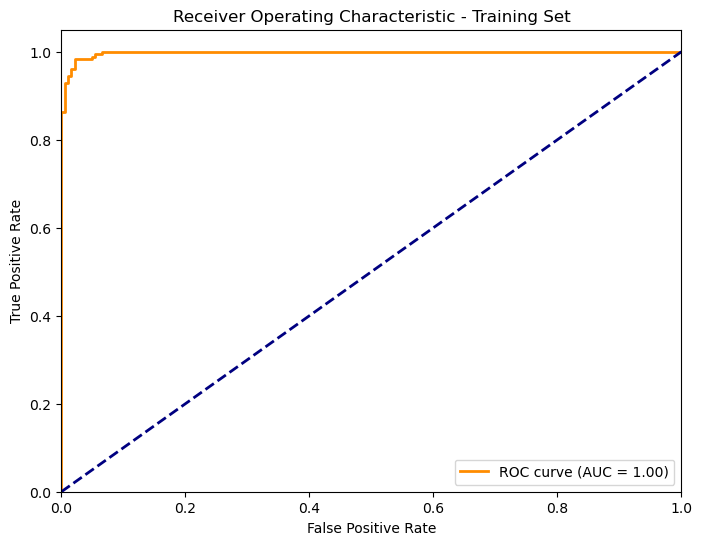 Receiver Operating Characteristic - Training Set
True Positive Rate
1.0
0.8
0.6
0.4
0.2
0.0
ROC curve (AUC = 1.00)
0.0 0.2 0.4 0.6 0.8 1.0
False Positive Rate